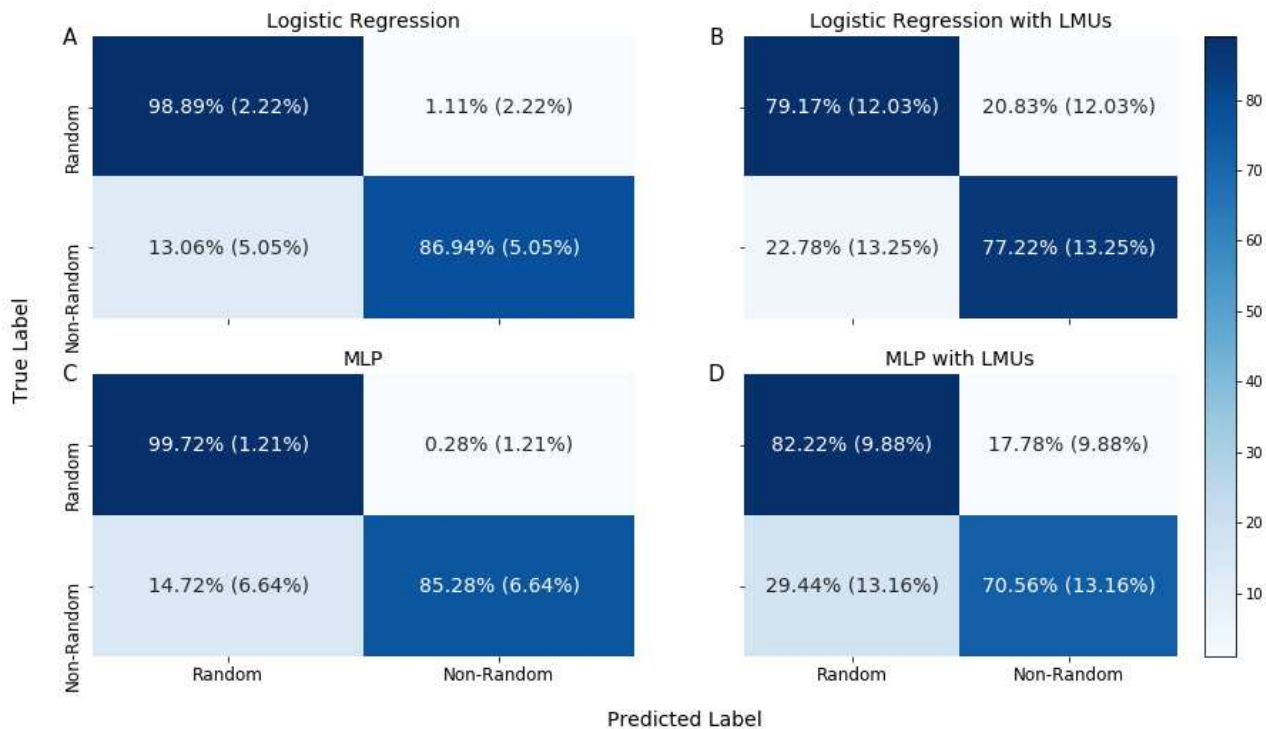 A
Logistic Regression
B
Logistic Regression with LMUs
Random
98.89% (2.22%)
1.11% (2.22%)
79.17% (12.03%)
20.83% (12.03%)
Non-Random
13.06% (5.05%)
86.94% (5.05%)
22.78% (13.25%)
77.22% (13.25%)
C
MLP
D
MLP with LMUs
Random
99.72% (1.21%)
0.28% (1.21%)
82.22% (9.88%)
17.78% (9.88%)
Non-Random
14.72% (6.64%)
85.28% (6.64%)
29.44% (13.16%)
70.56% (13.16%)
Random
Non-Random
Random
Non-Random
True Label
Predicted Label
80
70
60
50
40
30
20
10